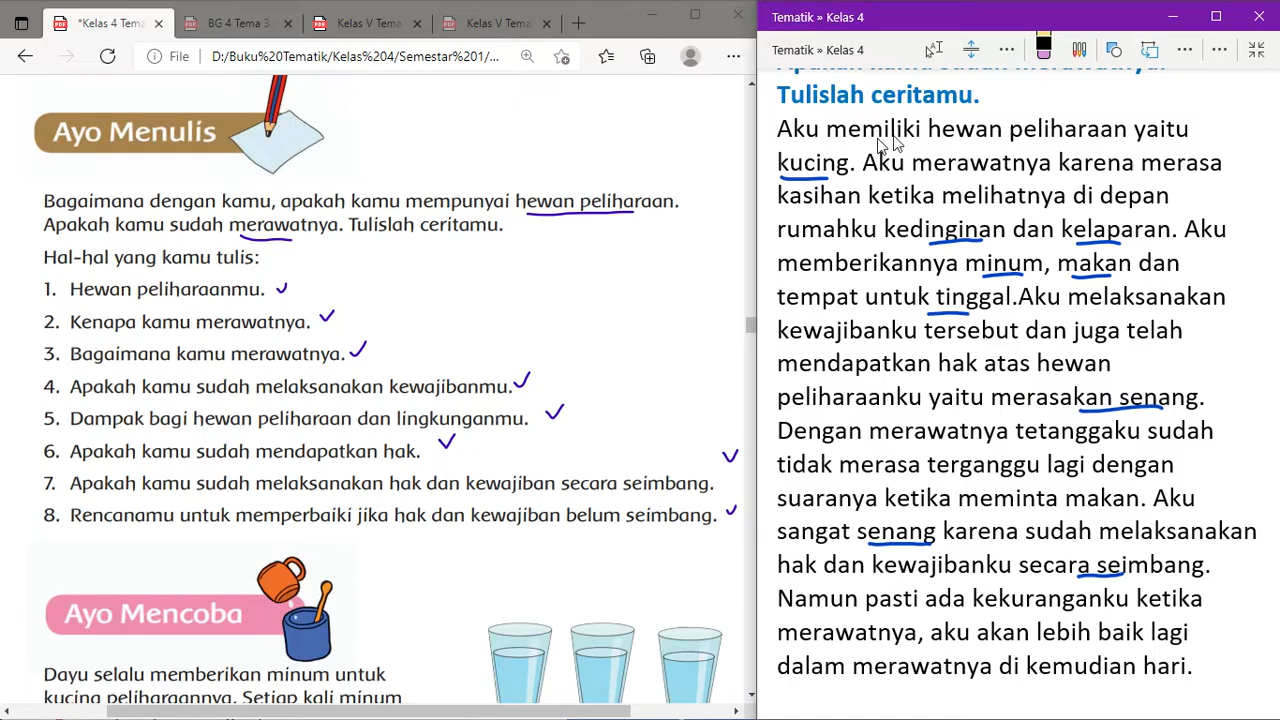 *Kelas 4 Tema
BG 4 Tema 3
Kelas V Tema
Kelas V Tema
File
D:/Buku%20Tematik/Kelas%204/Semestar%201/...
Ayo Menulis
Bagaimana dengan kamu, apakah kamu mempunyai hewan peliharaan.
Apakah kamu sudah merawatnya. Tulislah ceritamu.
Hal-hal yang kamu tulis:
1. Hewan peliharaanmu.
2. Kenapa kamu merawatnya.
3. Bagaimana kamu merawatnya.
4. Apakah kamu sudah melaksanakan kewajibanmu.
5. Dampak bagi hewan peliharaan dan lingkunganmu.
6. Apakah kamu sudah mendapatkan hak.
7. Apakah kamu sudah melaksanakan hak dan kewajiban secara seimbang.
8. Rencanamu untuk memperbaiki jika hak dan kewajiban belum seimbang.
Ayo Mencoba
Dayu selalu memberikan minum untuk
kucing peliharaannya. Setiap kali minum
Tematik » Kelas 4
Tematik » Kelas 4
Tulislah ceritamu.
Aku memiliki hewan peliharaan yaitu
kucing. Aku merawatnya karena merasa
kasihan ketika melihatnya di depan
rumahku kedinginan dan kelaparan. Aku
memberikannya minum, makan dan
tempat untuk tinggal.Aku melaksanakan
kewajibanku tersebut dan juga telah
mendapatkan hak atas hewan
peliharaanku yaitu merasakan senang.
Dengan merawatnya tetanggaku sudah
tidak merasa terganggu lagi dengan
suaranya ketika meminta makan. Aku
sangat senang karena sudah melaksanakan
hak dan kewajibanku secara seimbang.
Namun pasti ada kekuranganku ketika
merawatnya, aku akan lebih baik lagi
dalam merawatnya di kemudian hari.